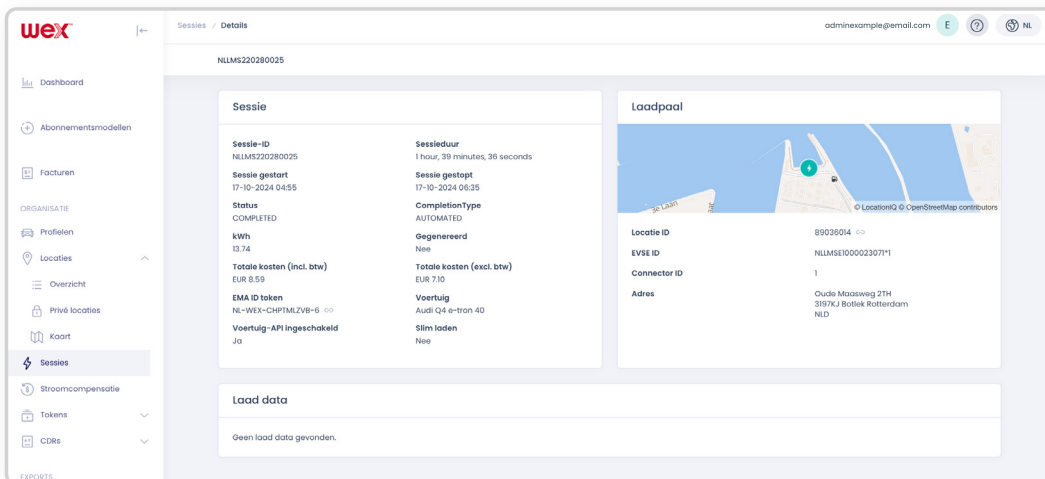 wex
Sessies / Details
adminexample@email.com E ? NL
NLLMS220280025
Dashboard
Abonnementsmodellen
Facturen
ORGANISATIE
Profielen
Locaties
Overzicht
Privé locaties
Kaart
Sessies
Stroomcompensatie
Tokens
CDRs
EXPORTS
Sessie
Sessie-ID
NLLMS220280025
Sessieduur
1 hour, 39 minutes, 36 seconds
Sessie gestart
17-10-2024 04:55
Sessie gestopt
17-10-2024 06:35
Status
COMPLETED
CompletionType
AUTOMATED
kWh
13.74
Gegenereerd
Nee
Totale kosten (incl. btw)
EUR 8.59
Totale kosten (excl. btw)
EUR 7.10
EMA ID token
NL-WEX-CHPTMLZVB-6
Voertuig
Audi Q4 e-tron 40
Voertuig-API ingeschakeld
Ja
Slim laden
Nee
Laadpaal
3e Laan
© LocationIQ © OpenStreetMap contributors
Locatie ID 89036014
EVSE ID NLLMSE1000023071*1
Connector ID 1
Adres Oude Maasweg 2TH
3197KJ Botlek Rotterdam
NLD
Laad data
Geen laad data gevonden.